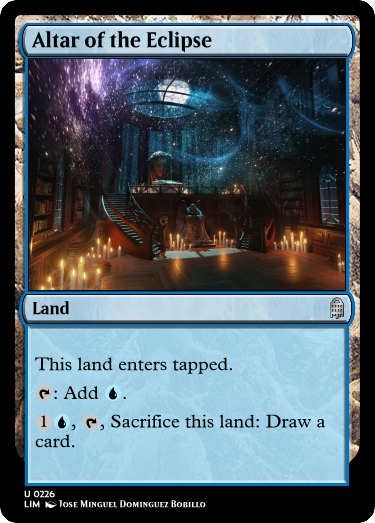 Altar of the Eclipse
Land
This land enters tapped.
: Add .
1 , , Sacrifice this land: Draw a
card.
U 0226
LIM Jose Minguel Dominguez Bobillo